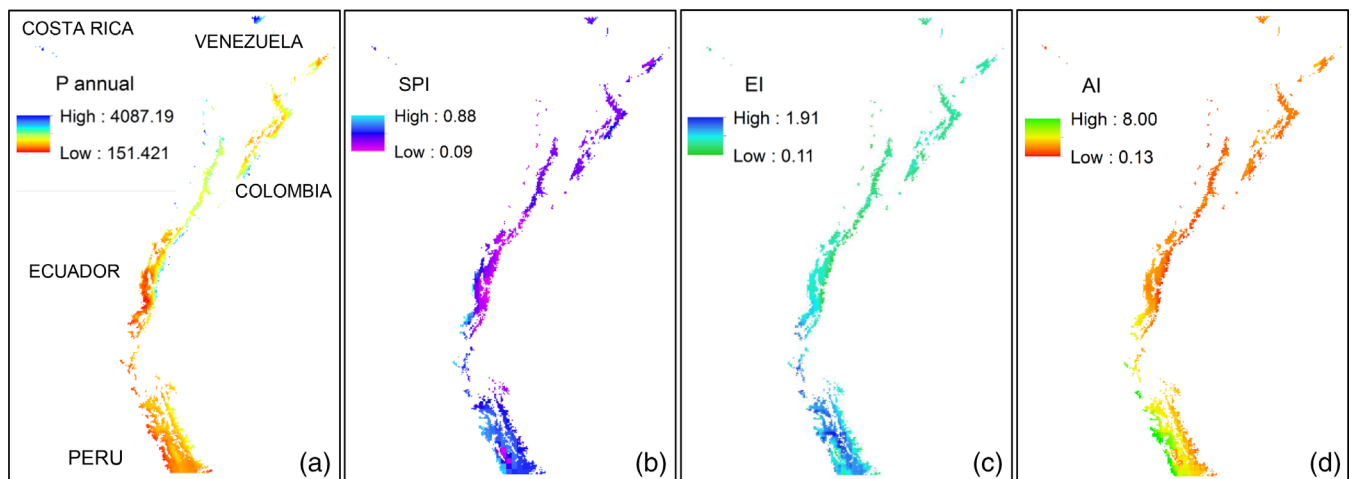 COSTA RICA
VENEZUELA
P annual
High : 4087.19
Low : 151.421
COLOMBIA
ECUADOR
PERU
(a)
SPI
High : 0.88
Low : 0.09
(b)
EI
High : 1.91
Low : 0.11
(c)
AI
High : 8.00
Low : 0.13
(d)